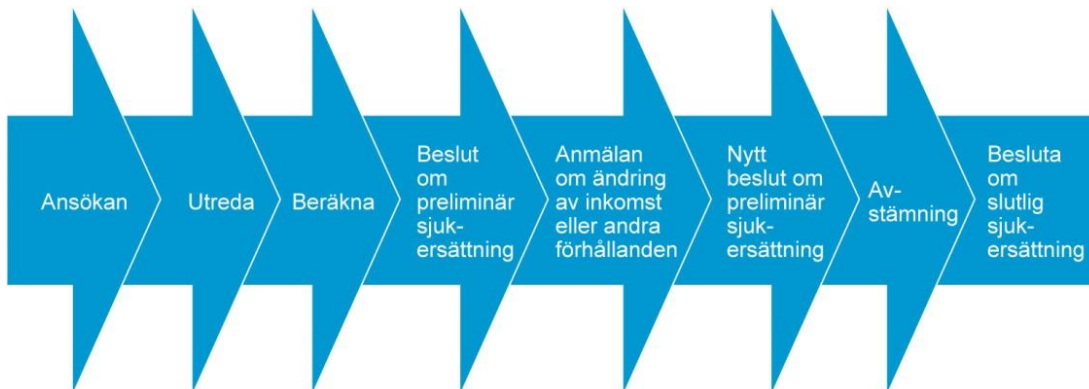 Ansökan
Utreda
Beräkna
Beslut
om
preliminär
sjuk-
ersättning
Anmälan
om ändring
av inkomst
eller andra
förhållanden
Nytt
beslut om
preliminär
sjuk-
ersättning
Av-
stämning
Besluta
om
slutlig
sjuk-
ersättning